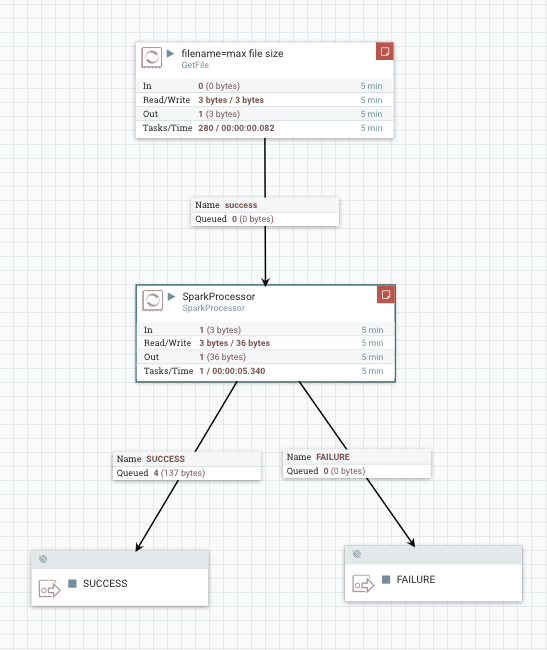 filename=max file size
GetFile
In 0 (0 bytes) 5 min
Read/Write 3 bytes / 3 bytes 5 min
Out 1 (3 bytes) 5 min
Tasks/Time 280 / 00:00:00.082 5 min
Name success
Queued 0 (0 bytes)
SparkProcessor
SparkProcessor
In 1 (3 bytes) 5 min
Read/Write 3 bytes / 36 bytes 5 min
Out 1 (36 bytes) 5 min
Tasks/Time 1 / 00:00:05.340 5 min
Name SUCCESS
Queued 4 (137 bytes)
Name FAILURE
Queued 0 (0 bytes)
SUCCESS
FAILURE